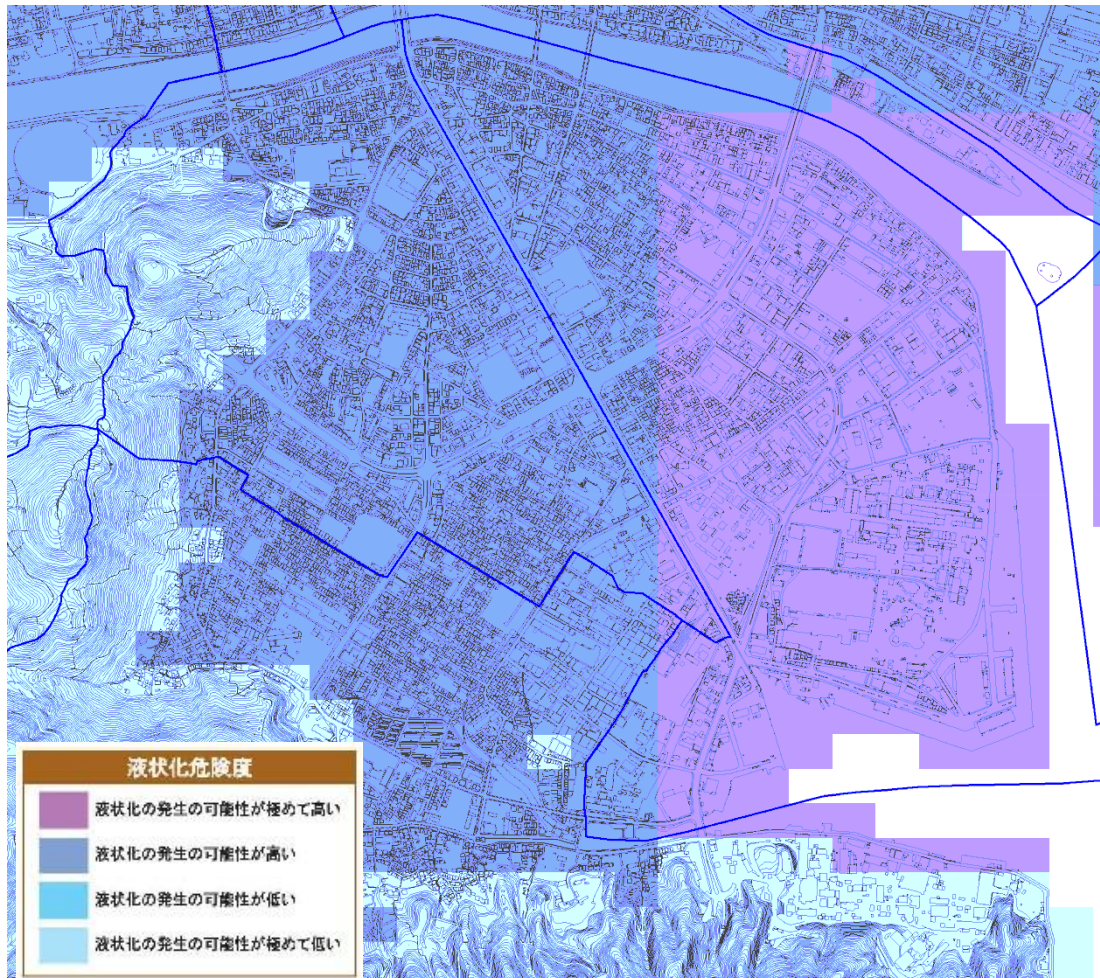 液状化危険度
液状化の発生の可能性が極めて高い
液状化の発生の可能性が高い
液状化の発生の可能性が低い
液状化の発生の可能性が極めて低い